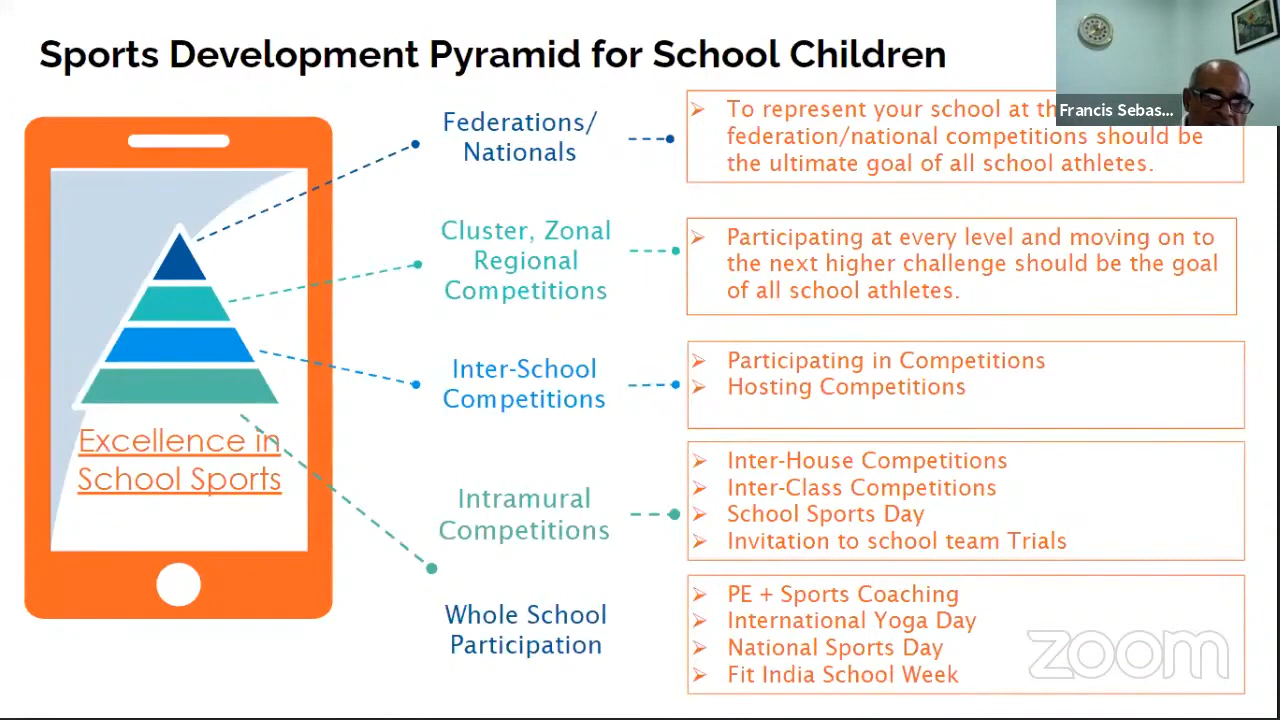 Sports Development Pyramid for School Children
Francis Sebas...
Federations/
Nationals
➢ To represent your school at
federation/national competitions should be
the ultimate goal of all school athletes.
Cluster, Zonal
Regional
Competitions
➢ Participating at every level and moving on to
the next higher challenge should be the goal
of all school athletes.
Inter-School
Competitions
➢ Participating in Competitions
➢ Hosting Competitions
Excellence in
School Sports
Intramural
Competitions
➢ Inter-House Competitions
➢ Inter-Class Competitions
➢ School Sports Day
➢ Invitation to school team Trials
Whole School
Participation
➢ PE + Sports Coaching
➢ International Yoga Day
➢ National Sports Day
➢ Fit India School Week
zoom